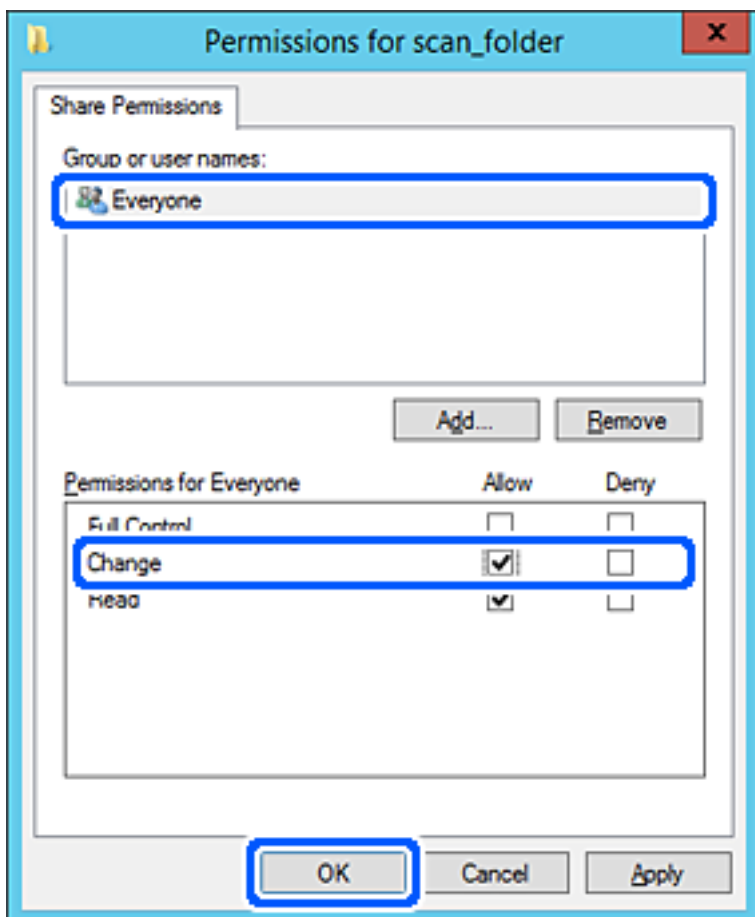 Permissions for scan_folder
x
Share Permissions
Group or user names:
Everyone
Add... Remove
Permissions for Everyone Allow Deny
Full Control
Change
Read
OK Cancel Apply